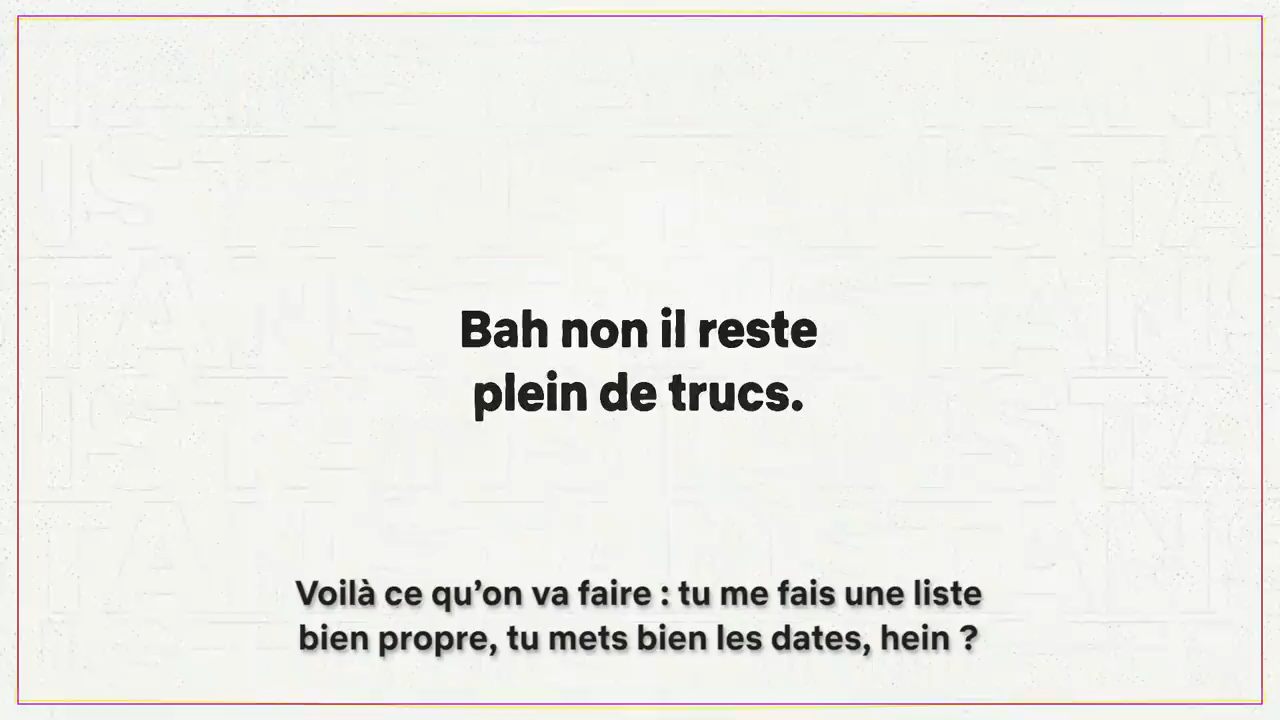 Bah non il reste
plein de trucs.
Voilà ce qu’on va faire : tu me fais une liste
bien propre, tu mets bien les dates, hein ?